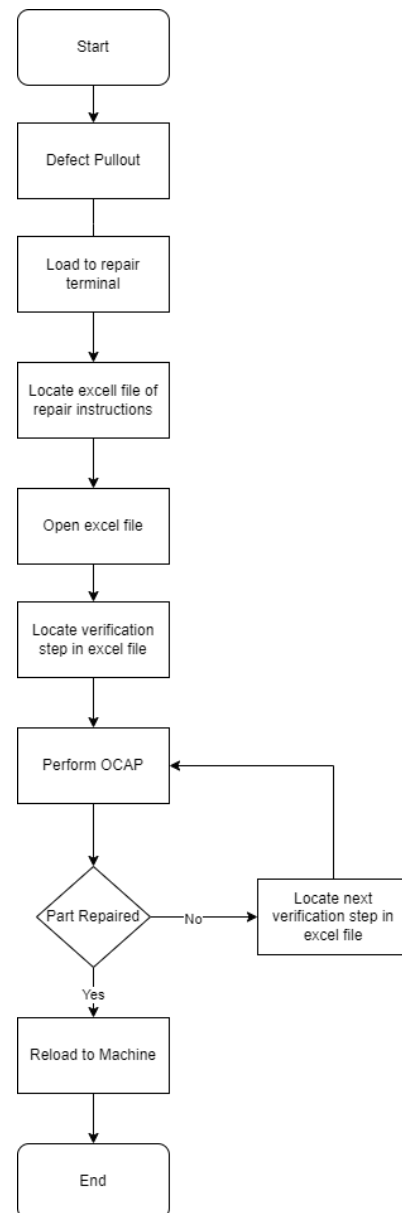 Start
Defect Pullout
Load to repair
terminal
Locate excell file of
repair instructions
Open excel file
Locate verification
step in excel file
Perform OCAP
Part Repaired
No
Locate next
verification step in
excel file
Yes
Reload to Machine
End